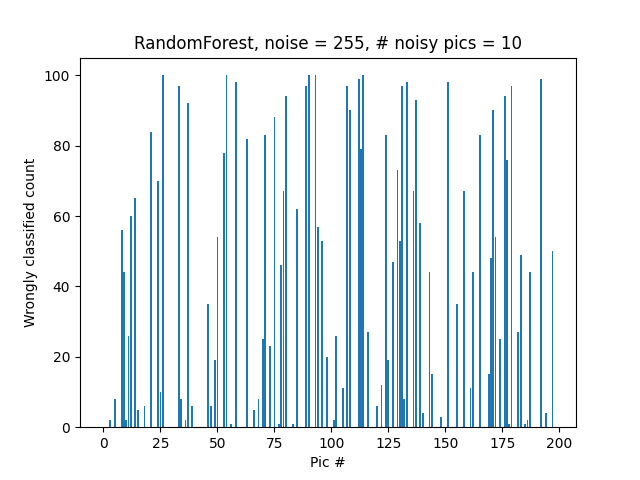 RandomForest, noise = 255, # noisy pics = 10
100
80
60
40
20
0
Wrongly classified count
0 25 50 75 100 125 150 175 200
Pic #